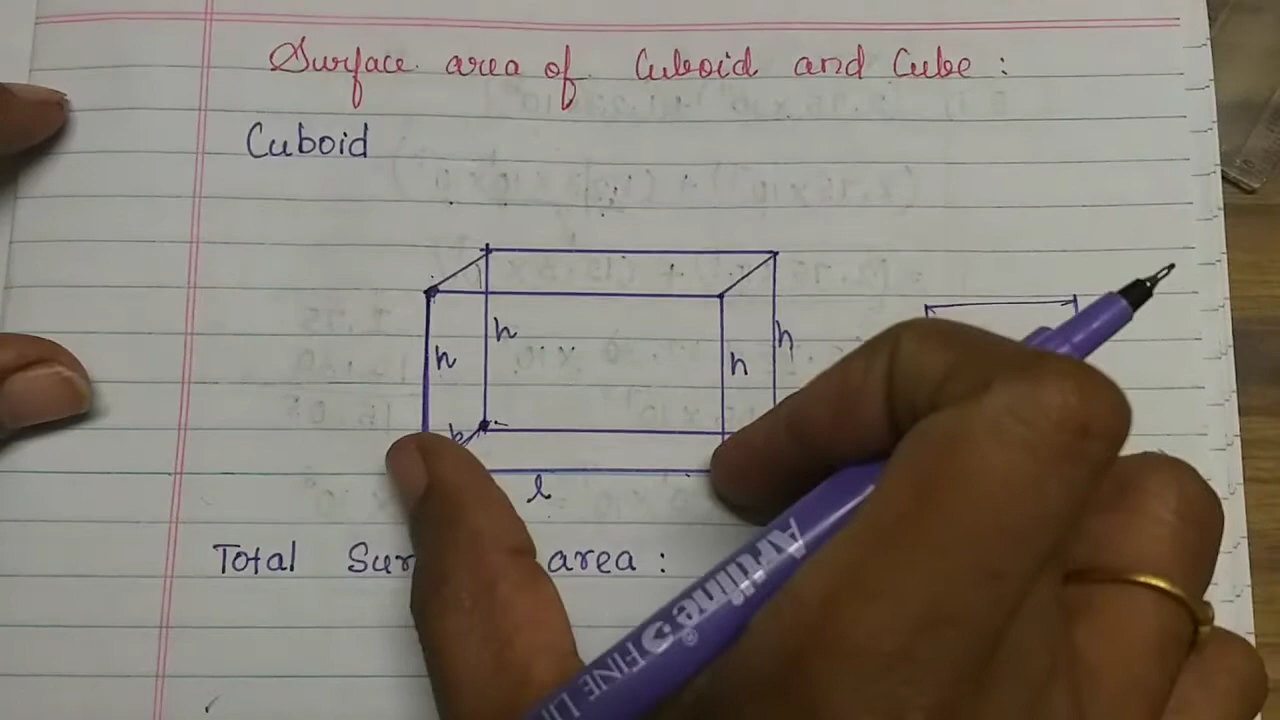 Surface area of Cuboid and Cube :
Cuboid
h
h
h
h
b
l
Total Sur area :
Artline
FINE LI